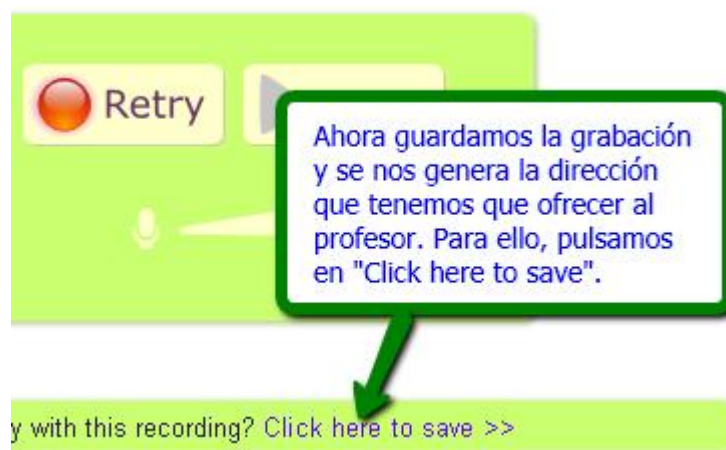 Retry
Ahora guardamos la grabación
y se nos genera la dirección
que tenemos que ofrecer al
profesor. Para ello, pulsamos
en "Click here to save".
y with this recording? Click here to save >>